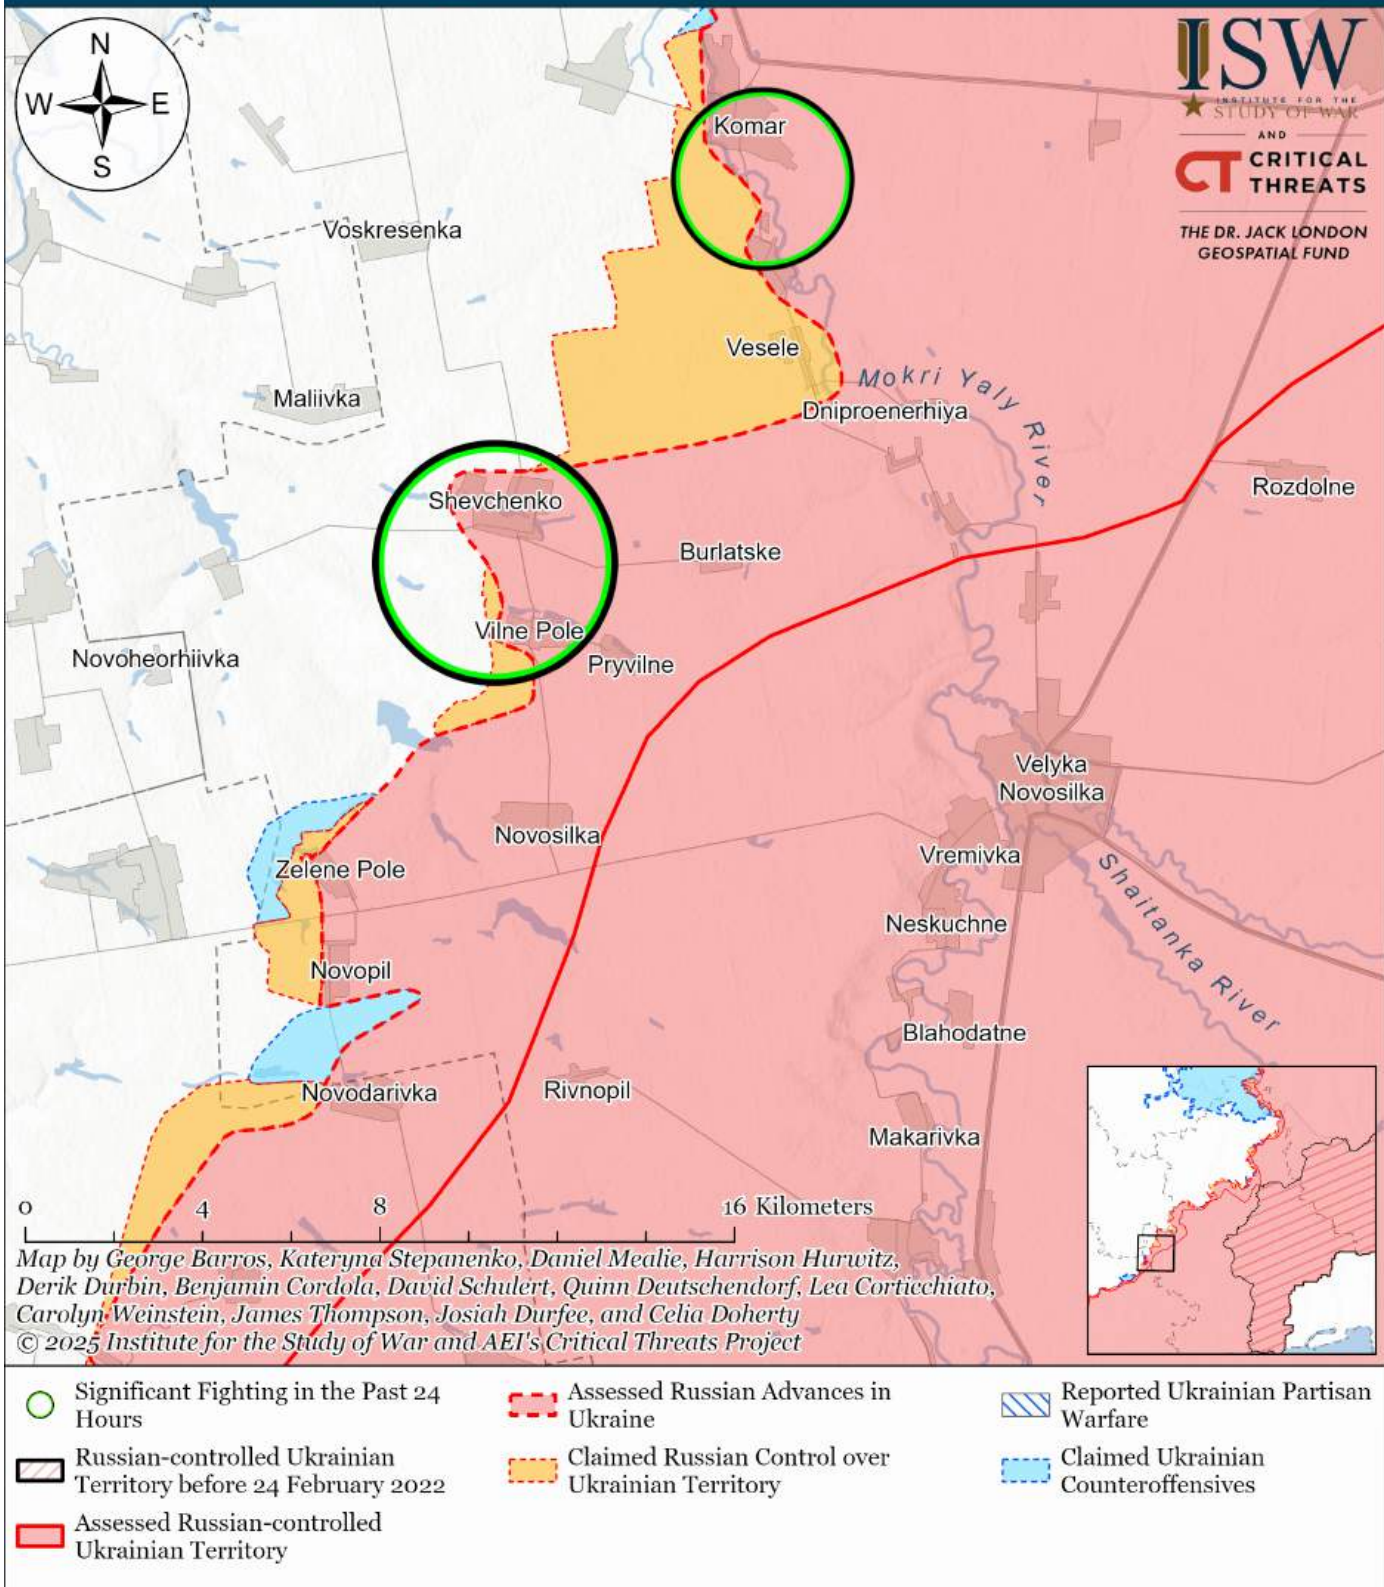 N
W
E
S
ISW
INSTITUTE FOR THE
STUDY OF WAR
AND
CT CRITICAL
THREATS
THE DR. JACK LONDON
GEOSPATIAL FUND
Komar
Voskresenka
Vesele
Mokri Yaly River
Maliivka
Dniproenerhiya
Rozdolne
Shevchenko
Burlatske
Vilne Pole
Novoheorhiivka
Pryvilne
Velyka
Novosilka
Novosilka
Vremivka
Zelene Pole
Shaitanka River
Neskuchne
Novopil
Blahodatne
Novodarivka
Rivnopil
Makarivka
0 4 8 16 Kilometers
Map by George Barros, Kateryna Stepanenko, Daniel Mealie, Harrison Hurwitz,
Derik Durbin, Benjamin Cordola, David Schulert, Quinn Deutschendorf, Lea Corticchiato,
Carolyn Weinstein, James Thompson, Josiah Durfee, and Celia Doherty
© 2025 Institute for the Study of War and AEI's Critical Threats Project
Significant Fighting in the Past 24
Hours
Russian-controlled Ukrainian
Territory before 24 February 2022
Assessed Russian-controlled
Ukrainian Territory
Assessed Russian Advances in
Ukraine
Claimed Russian Control over
Ukrainian Territory
Reported Ukrainian Partisan
Warfare
Claimed Ukrainian
Counteroffensives